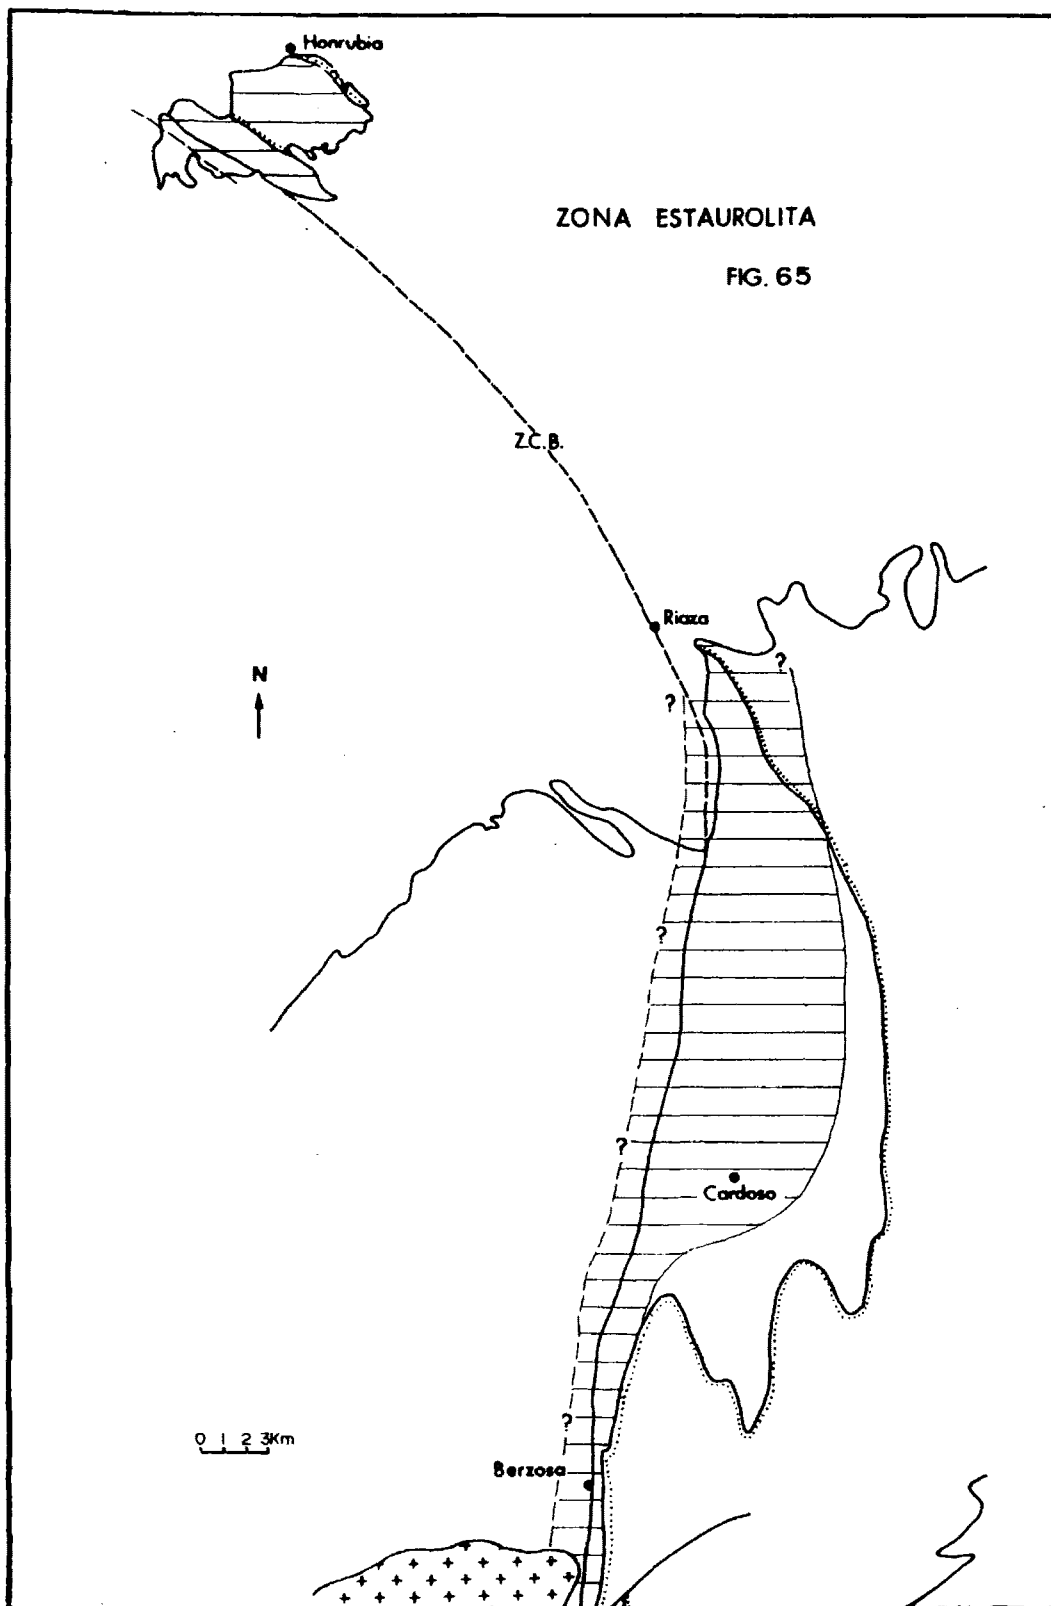 Honrubia
ZONA ESTAUROLITA
FIG. 65
Z.C.B.
Riaza
?
N
?
?
?
Cardoso
?
0 1 2 3Km
Berzosa